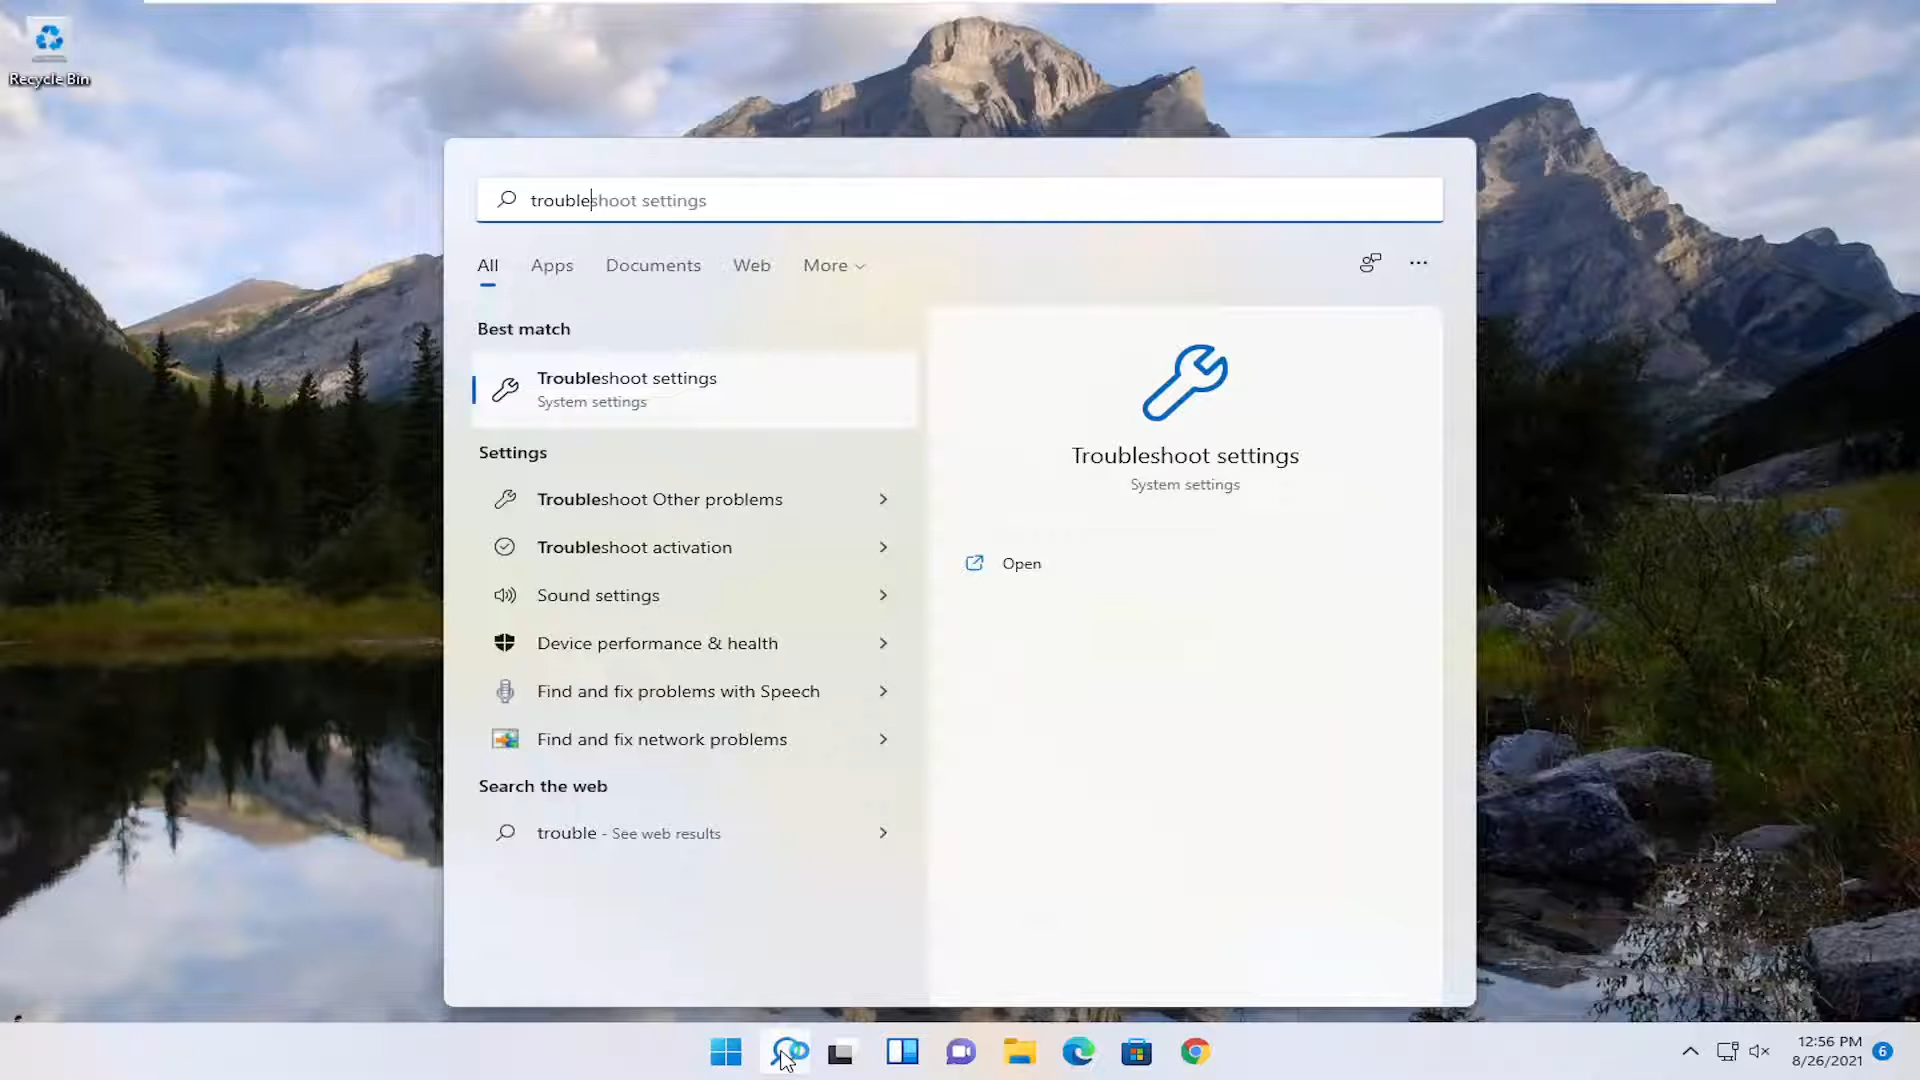 Recycle Bin
troubleshoot settings
All Apps Documents Web More
Best match
Troubleshoot settings
System settings
Settings
Troubleshoot Other problems
Troubleshoot activation
Sound settings
Device performance & health
Find and fix problems with Speech
Find and fix network problems
Search the web
trouble - See web results
Troubleshoot settings
System settings
Open
12:56 PM
8/26/2021
6